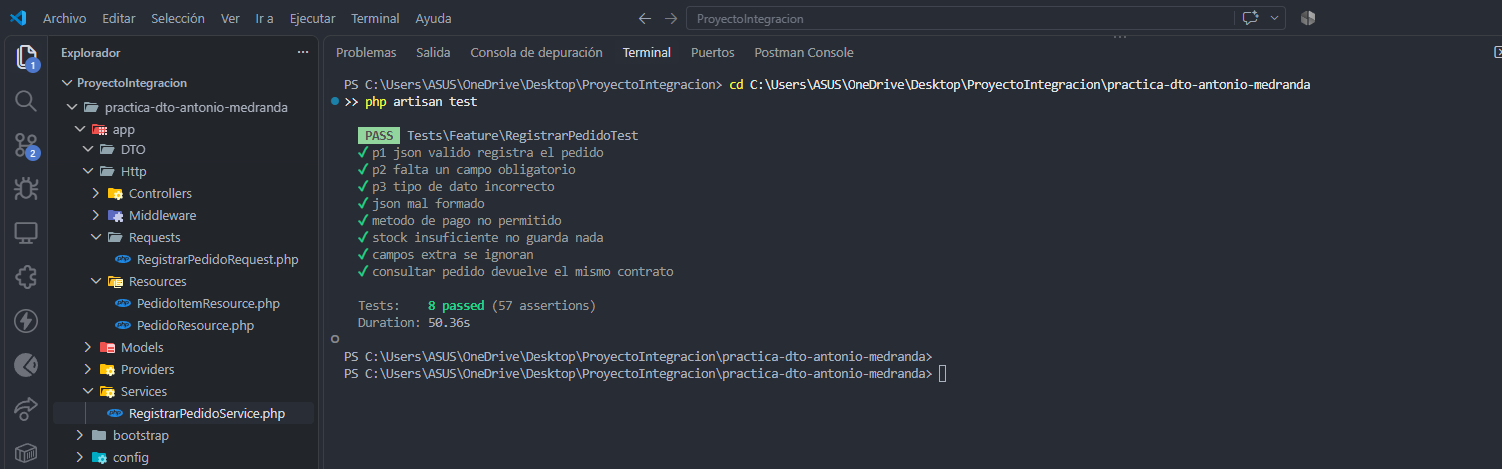 Archivo Editar Selección Ver Ir a Ejecutar Terminal Ayuda
ProyectoIntegracion
Explorador
ProyectoIntegracion
practica-dto-antonio-medranda
app
DTO
Http
Controllers
Middleware
Requests
RegistrarPedidoRequest.php
Resources
PedidoItemResource.php
PedidoResource.php
Models
Providers
Services
RegistrarPedidoService.php
bootstrap
config
1
2
Problemas Salida Consola de depuración Terminal Puertos Postman Console
PS C:\Users\ASUS\OneDrive\Desktop\ProyectoIntegracion> cd C:\Users\ASUS\OneDrive\Desktop\ProyectoIntegracion\practica-dto-antonio-medranda
>> php artisan test
PASS Tests\Feature\RegistrarPedidoTest
✓ p1 json valido registra el pedido
✓ p2 falta un campo obligatorio
✓ p3 tipo de dato incorrecto
✓ json mal formado
✓ metodo de pago no permitido
✓ stock insuficiente no guarda nada
✓ campos extra se ignoran
✓ consultar pedido devuelve el mismo contrato
Tests: 8 passed (57 assertions)
Duration: 50.36s
PS C:\Users\ASUS\OneDrive\Desktop\ProyectoIntegracion\practica-dto-antonio-medranda>
PS C:\Users\ASUS\OneDrive\Desktop\ProyectoIntegracion\practica-dto-antonio-medranda>